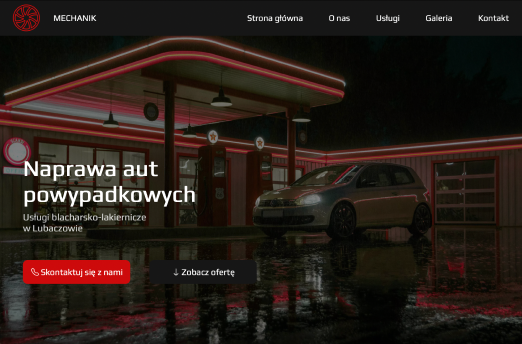 MECHANIK
Strona główna
O nas
Usługi
Galeria
Kontakt
Naprawa aut
powypadkowych
Usługi blacharsko-lakiernicze
w Lubaczowie
Skontaktuj się z nami
Zobacz ofertę